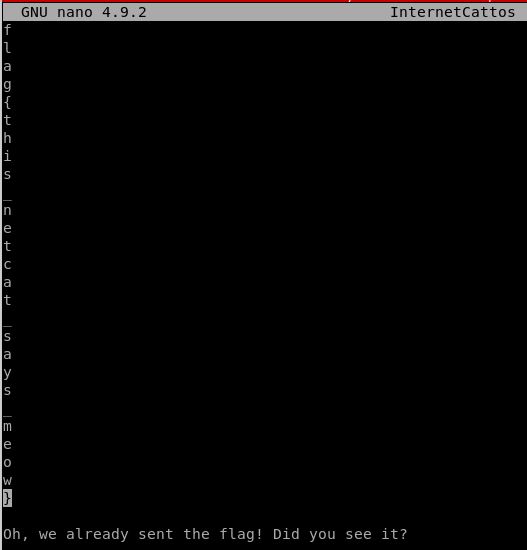 GNU nano 4.9.2 InternetCattos
f
l
a
g
{
t
h
i
s
_
n
e
t
c
a
t
_
s
a
y
s
_
m
e
o
w
}
Oh, we already sent the flag! Did you see it?